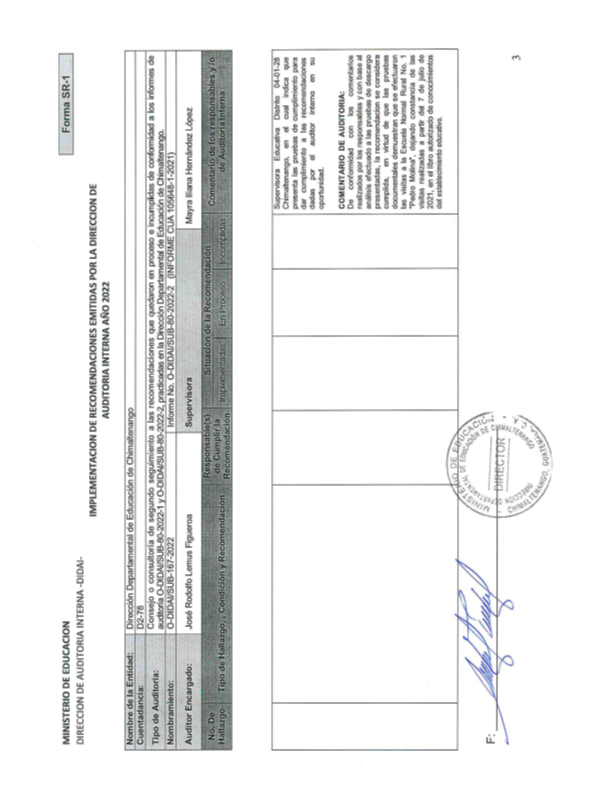 Forma SR-1
MINISTERIO DE EDUCACION
DIRECCION DE AUDITORIA INTERNA -DIDAI-
IMPLEMENTACION DE RECOMENDACIONES EMITIDAS POR LA DIRECCION DE
AUDITORIA INTERNA AÑO 2022
Nombre de la Entidad: Dirección Departamental de Educación de Chimaltenango
Cuentadancia: D2-78
Tipo de Auditoría: Consejo o consultoría de segundo seguimiento a las recomendaciones que quedaron en proceso e incumplidas de conformidad a los informes de
auditoría O-DIDAI/SUB-80-2022-1 y O-DIDAI/SUB-80-2022-2, practicadas en la Dirección Departamental de Educación de Chimaltenango.
Nombramiento: O-DIDAI/SUB-167-2022 Informe No. O-DIDAI/SUB-80-2022-2 (INFORME CUA 105648-1-2021)
Auditor Encargado: José Rodolfo Lemus Figueroa Supervisora Mayra Iliana Hernández López
No. De Hallazgo
Tipo de Hallazgo , Condición y Recomendación
Responsable(s) de Cumplir la Recomendación
Situación de la Recomendación
Implementadas En Proceso Incumplidas
Comentario de los responsables y/o de Auditoría Interna
Supervisora Educativa Distrito 04-01-28
Chimaltenango, en el cual indica que
presenta las pruebas de cumplimiento para
dar cumplimiento a las recomendaciones
dadas por el auditor interno en su
oportunidad.
COMENTARIO DE AUDITORIA:
De conformidad con los comentarios
realizados por los responsables y con base al
análisis efectuado a las pruebas de descargo
presentadas, la recomendación se considera
cumplida, en virtud de que las pruebas
documentales demuestran que se efectuaron
las visitas a la Escuela Normal Rural No. 1
"Pedro Molina", dejando constancia de las
visitas realizadas a partir del 7 de julio de
2021, en el libro autorizado de conocimientos
del establecimiento educativo.
F:
MINISTERIO DE EDUCACIÓN
DIRECCIÓN DEPARTAMENTAL DE EDUCACIÓN DE CHIMALTENANGO
DIRECTOR
CHIMALTENANGO, GUATEMALA, C.A.
3